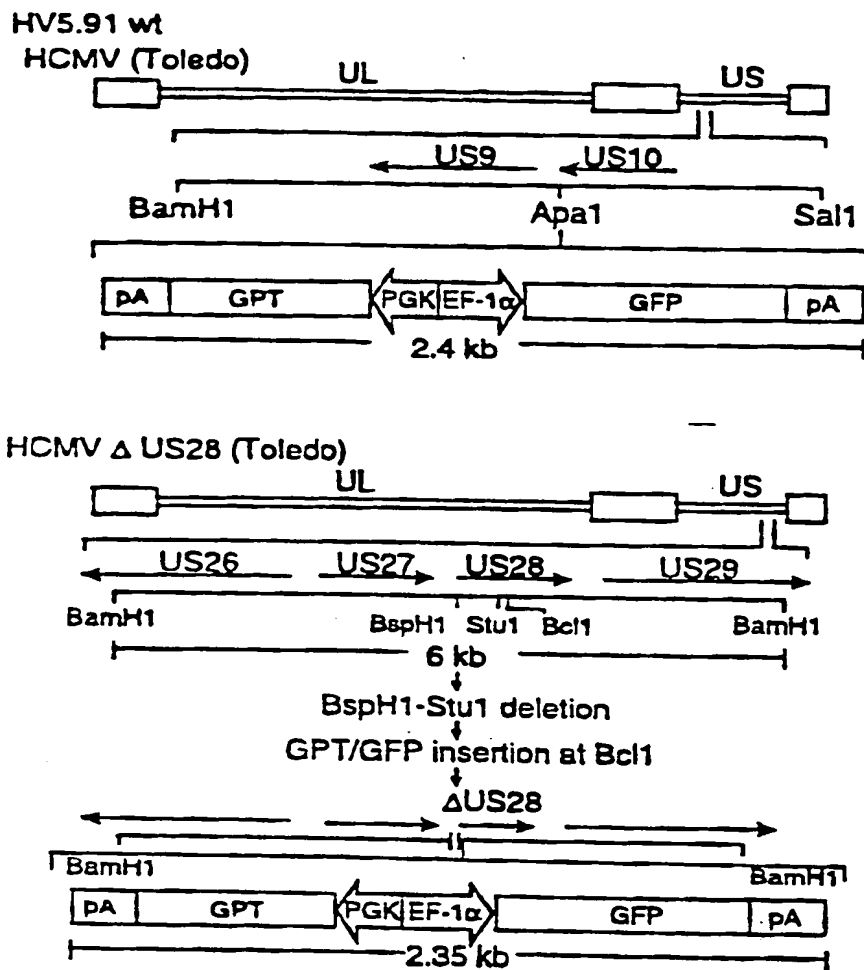 HV5.91 wt
HCMV (Toledo)
UL US
US9 US10
BamH1 Apa1 Sal1
pA GPT PGK EF-1α GFP pA
2.4 kb
HCMV Δ US28 (Toledo)
UL US
US26 US27 US28 US29
BamH1 BspH1 Stu1 Bcl1 BamH1
6 kb
BspH1-Stu1 deletion
GPT/GFP insertion at Bcl1
ΔUS28
BamH1 BamH1
pA GPT PGK EF-1α GFP pA
2.35 kb